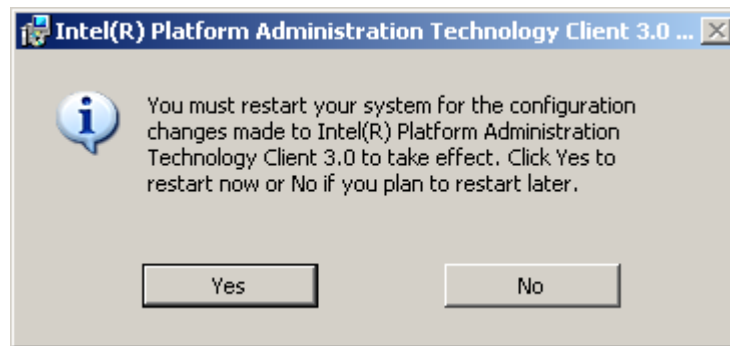 Intel(R) Platform Administration Technology Client 3.0 ...
You must restart your system for the configuration
changes made to Intel(R) Platform Administration
Technology Client 3.0 to take effect. Click Yes to
restart now or No if you plan to restart later.
Yes
No